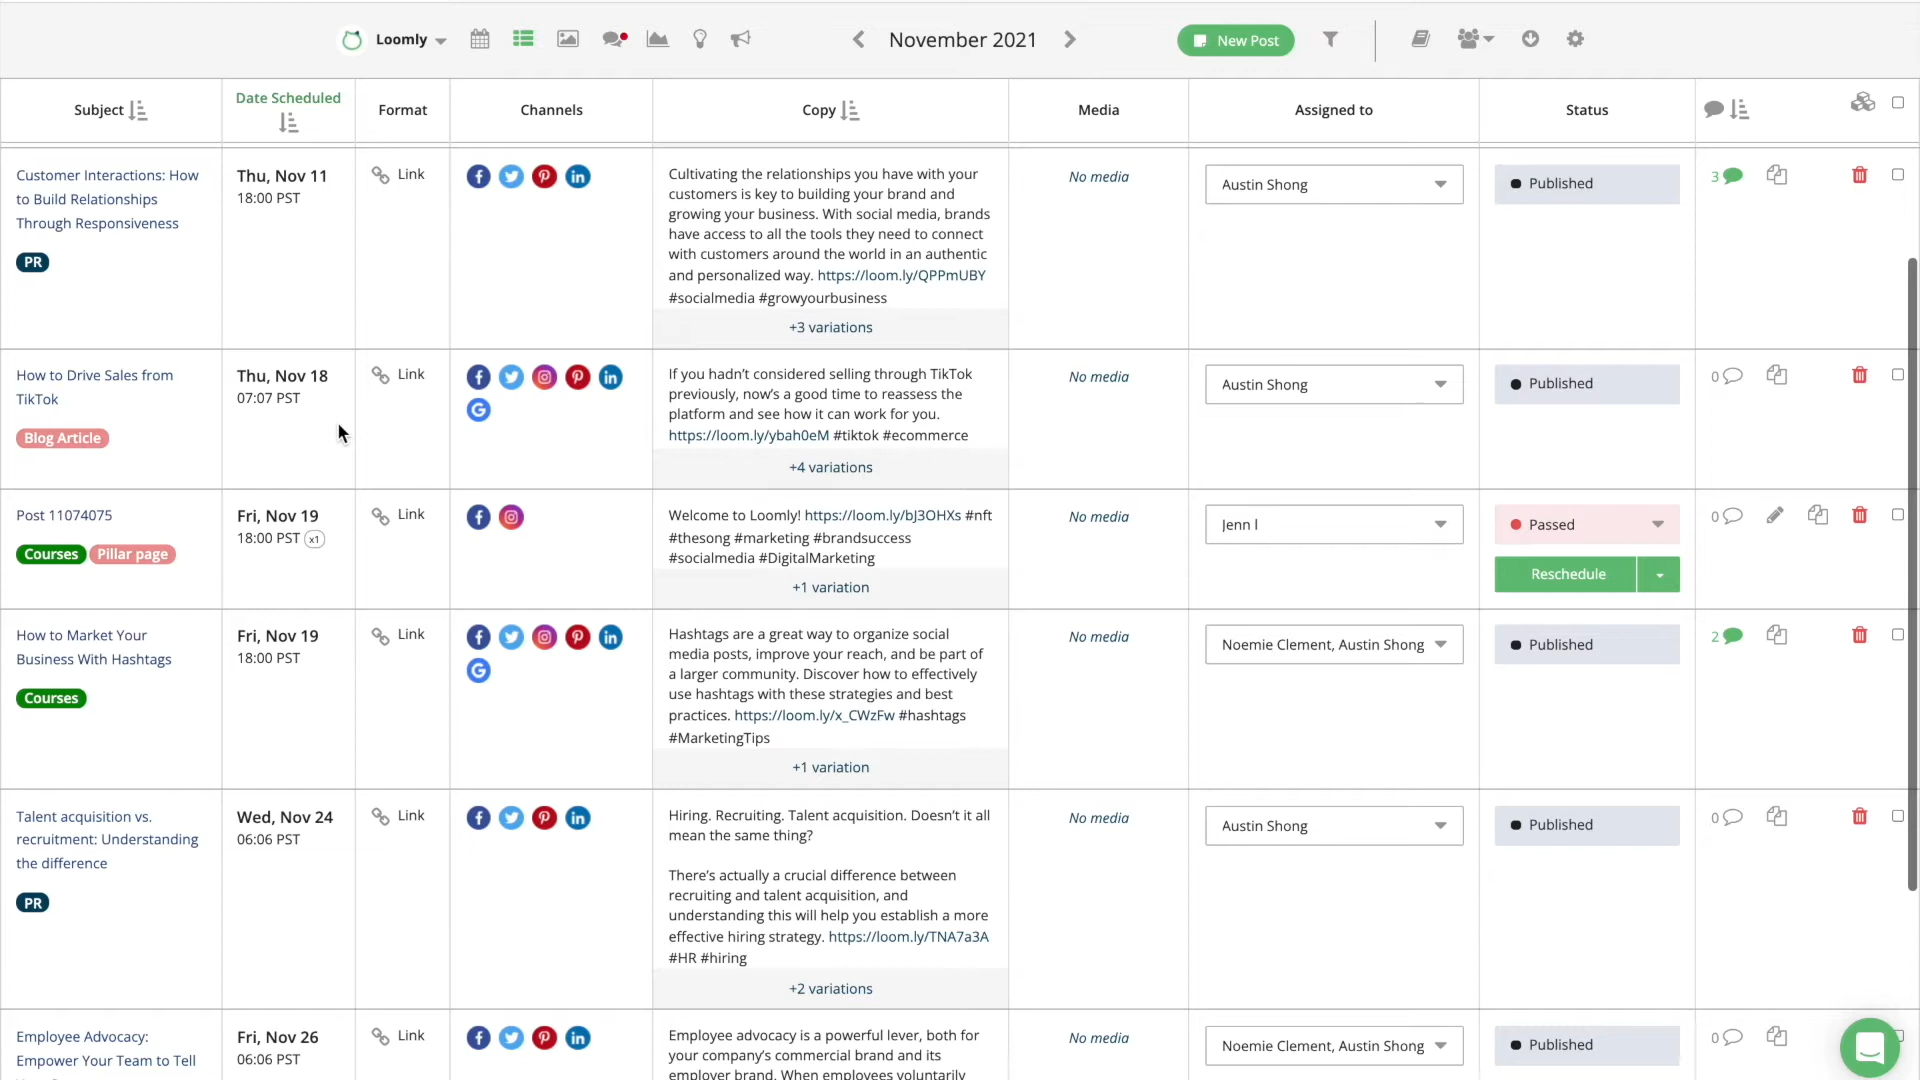 Loomly
November 2021
New Post
Subject
Date Scheduled
Format
Channels
Copy
Media
Assigned to
Status
Customer Interactions: How
to Build Relationships
Through Responsiveness
PR
Thu, Nov 11
18:00 PST
Link
Cultivating the relationships you have with your
customers is key to building your brand and
growing your business. With social media, brands
have access to all the tools they need to connect
with customers around the world in an authentic
and personalized way. https://loom.ly/QPPmUBY
#socialmedia #growyourbusiness
+3 variations
No media
Austin Shong
Published
3
How to Drive Sales from
TikTok
Blog Article
Thu, Nov 18
07:07 PST
Link
If you hadn’t considered selling through TikTok
previously, now’s a good time to reassess the
platform and see how it can work for you.
https://loom.ly/ybah0eM #tiktok #ecommerce
+4 variations
No media
Austin Shong
Published
0
Post 11074075
Courses Pillar page
Fri, Nov 19
18:00 PST x1
Link
Welcome to Loomly! https://loom.ly/bJ3OHXs #nft
#thesong #marketing #brandsuccess
#socialmedia #DigitalMarketing
+1 variation
No media
Jenn l
Passed
Reschedule
0
How to Market Your
Business With Hashtags
Courses
Fri, Nov 19
18:00 PST
Link
Hashtags are a great way to organize social
media posts, improve your reach, and be part of
a larger community. Discover how to effectively
use hashtags with these strategies and best
practices. https://loom.ly/x_CWzFw #hashtags
#MarketingTips
+1 variation
No media
Noemie Clement, Austin Shong
Published
2
Talent acquisition vs.
recruitment: Understanding
the difference
PR
Wed, Nov 24
06:06 PST
Link
Hiring. Recruiting. Talent acquisition. Doesn’t it all
mean the same thing?
There’s actually a crucial difference between
recruiting and talent acquisition, and
understanding this will help you establish a more
effective hiring strategy. https://loom.ly/TNA7a3A
#HR #hiring
+2 variations
No media
Austin Shong
Published
0
Employee Advocacy:
Empower Your Team to Tell
Fri, Nov 26
06:06 PST
Link
Employee advocacy is a powerful lever, both for
your company’s commercial brand and its
employer brand. When employees voluntarily
No media
Noemie Clement, Austin Shong
Published
0